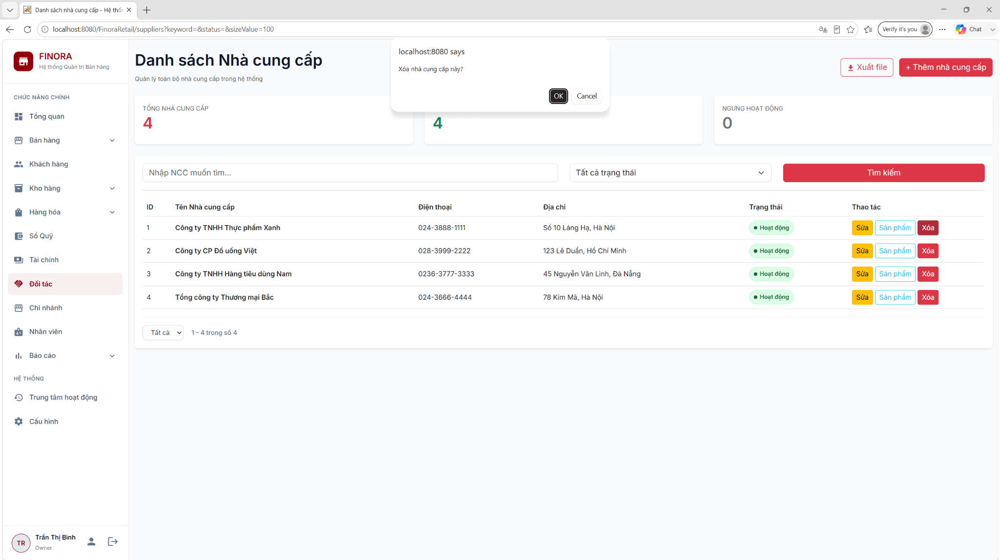 Danh sách nhà cung cấp - Hệ thốn
localhost:8080/FinoraRetail/suppliers?keyword=&status=&sizeValue=100
Verify it's you
Chat
localhost:8080 says
Xóa nhà cung cấp này?
OK
Cancel
FINORA
Hệ thống Quản trị Bán hàng
CHỨC NĂNG CHÍNH
Tổng quan
Bán hàng
Khách hàng
Kho hàng
Hàng hóa
Sổ Quỹ
Tài chính
Đối tác
Chi nhánh
Nhân viên
Báo cáo
HỆ THỐNG
Trung tâm hoạt động
Cấu hình
TR
Trần Thị Bình
Owner
Danh sách Nhà cung cấp
Quản lý toàn bộ nhà cung cấp trong hệ thống
Xuất file
+ Thêm nhà cung cấp
TỔNG NHÀ CUNG CẤP
4
4
NGƯNG HOẠT ĐỘNG
0
Nhập NCC muốn tìm...
Tất cả trạng thái
Tìm kiếm
ID Tên Nhà cung cấp Điện thoại Địa chỉ Trạng thái Thao tác
1 Công ty TNHH Thực phẩm Xanh 024-3888-1111 Số 10 Láng Hạ, Hà Nội Hoạt động Sửa Sản phẩm Xóa
2 Công ty CP Đồ uống Việt 028-3999-2222 123 Lê Duẩn, Hồ Chí Minh Hoạt động Sửa Sản phẩm Xóa
3 Công ty TNHH Hàng tiêu dùng Nam 0236-3777-3333 45 Nguyễn Văn Linh, Đà Nẵng Hoạt động Sửa Sản phẩm Xóa
4 Tổng công ty Thương mại Bắc 024-3666-4444 78 Kim Mã, Hà Nội Hoạt động Sửa Sản phẩm Xóa
Tất cả
1 - 4 trong số 4